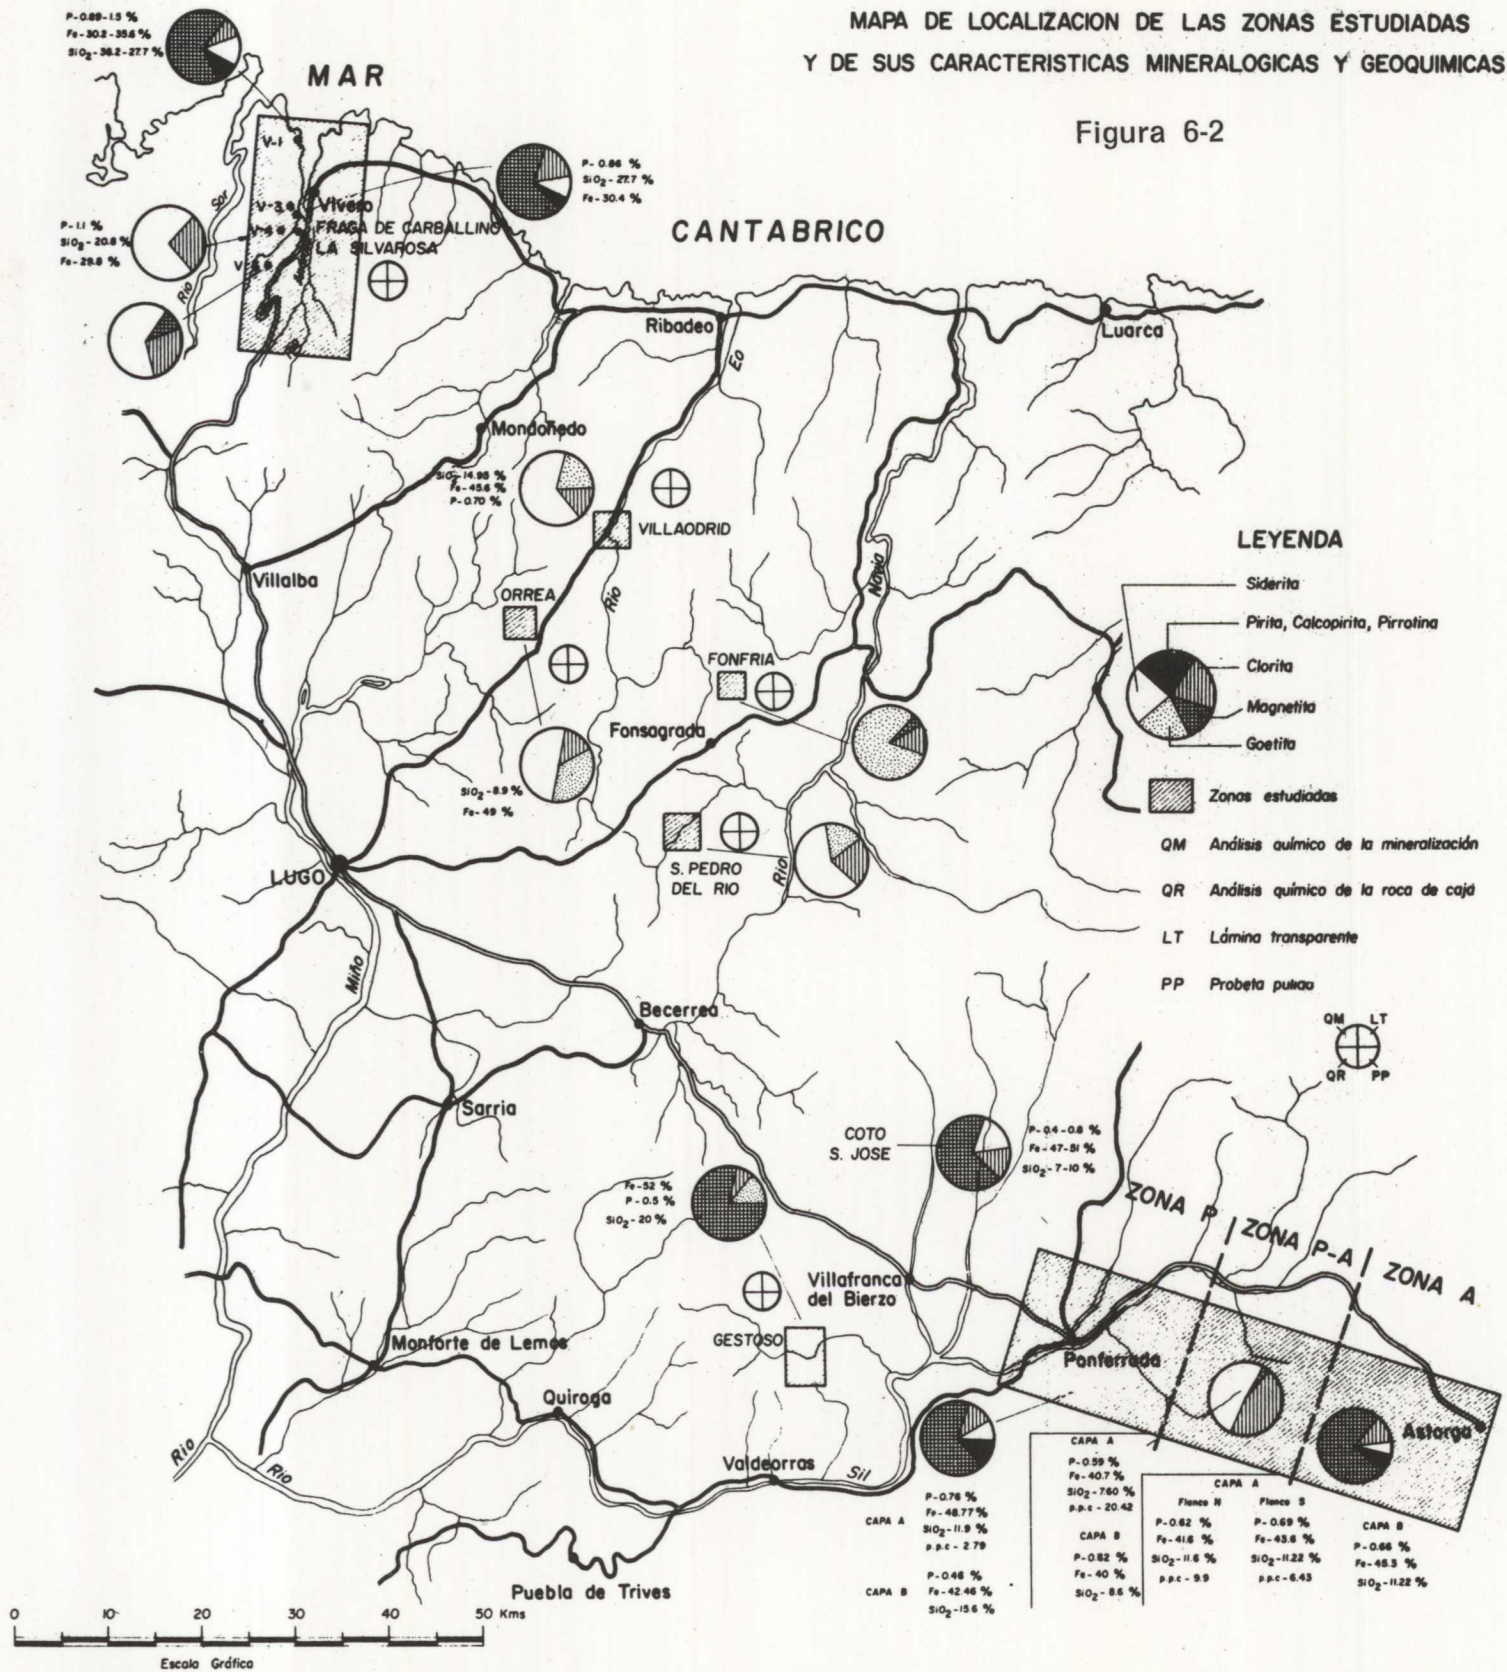 MAPA DE LOCALIZACION DE LAS ZONAS ESTUDIADAS
Y DE SUS CARACTERISTICAS MINERALOGICAS Y GEOQUIMICAS
Figura 6-2
P-0.89-1.5 %
Fe-30.2-35.6 %
SiO2-36.2-27.7 %
MAR
CANTABRICO
V-1
P-0.86 %
SiO2-27.7 %
Fe-30.4 %
Vivero
V-3
FRAGA DE CARBALLINO
LA SILVAROSA
P-1.1 %
SiO2-20.8 %
Fe-29.8 %
Sor
Rio
Ribadeo
Eo
Luarca
Mondoñedo
SiO2-14.95 %
Fe-45.6 %
P-0.70 %
VILLAODRID
Villalba
ORREA
Rio
Navia
FONFRIA
Fonsagrada
SiO2-8.9 %
Fe-49 %
S. PEDRO
DEL RIO
Rio
LUGO
Miño
Becerrea
Sarria
LEYENDA
Siderita
Pirita, Calcopirita, Pirrotina
Clorita
Magnetita
Goetita
Zonas estudiadas
QM Análisis químico de la mineralización
QR Análisis químico de la roca de caja
LT Lámina transparente
PP Probeta
QM LT
QR PP
COTO
S. JOSE
P-0.4-0.8 %
Fe-47-51 %
SiO2-7-10 %
Fe-52 %
P-0.5 %
SiO2-20 %
ZONA P
ZONA P-A
ZONA A
Villafranca
del Bierzo
GESTOSO
Monforte de Lemos
Ponferrada
Astorga
Quiroga
Valdeorras
Sil
Rio
Rio
Puebla de Trives
CAPA A
P-0.76 %
Fe-48.77 %
SiO2-11.9 %
p.p.c-2.79
CAPA B
P-0.46 %
Fe-42.46 %
SiO2-15.6 %
CAPA A
P-0.59 %
Fe-40.7 %
SiO2-7.60 %
p.p.c-20.42
CAPA B
P-0.82 %
Fe-40 %
SiO2-8.6 %
CAPA A
Flanco N
P-0.62 %
Fe-41.6 %
SiO2-11.6 %
p.p.c-9.9
Flanco S
P-0.69 %
Fe-43.6 %
SiO2-11.22 %
p.p.c-6.43
CAPA B
P-0.66 %
Fe-45.3 %
SiO2-11.22 %
0 10 20 30 40 50 Kms
Escala Gráfica